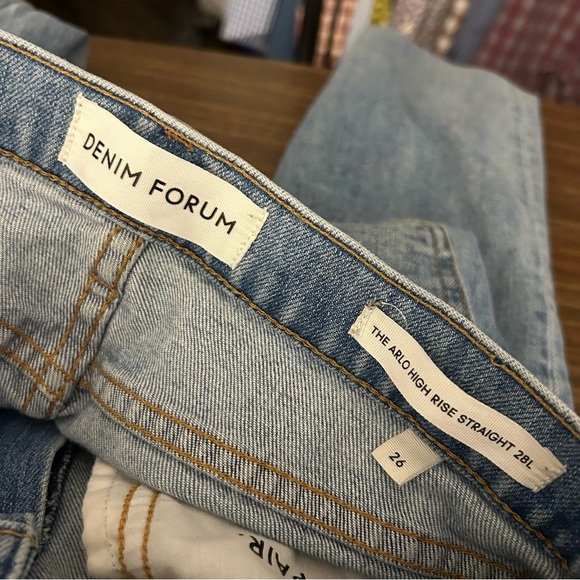 DENIM FORUM
THE ARLO HIGH RISE STRAIGHT 28L
26